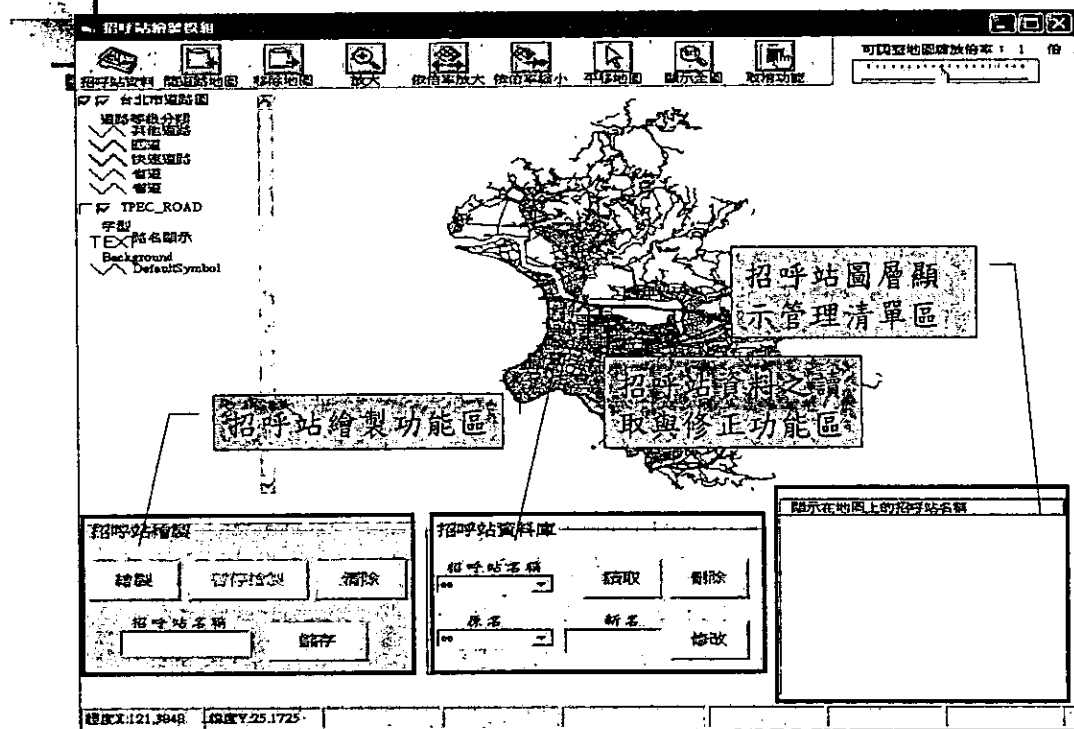 招呼站繪製模組
招呼站資料 開道路地圖 移除地圖 放大 依倍率放大 依倍率縮小 平移地圖 顯示全圖 取消功能
可調整地圖縮放倍率： 1 倍
台北市道路圖
道路等級分類
其他道路
匝道
快速道路
省道
TPEC_ROAD
字型
TEXT 路名顯示
Background
DefaultSymbol
招呼站圖層顯
示管理清單區
招呼站資料之讀
取與修正功能區
招呼站繪製功能區
招呼站繪製
繪製 暫停繪製 清除
招呼站名稱
儲存
招呼站資料庫
招呼站名稱
讀取 刪除
原名 新名
修改
顯示在地圖上的招呼站名稱
經度X:121.3848 緯度Y:25.1725